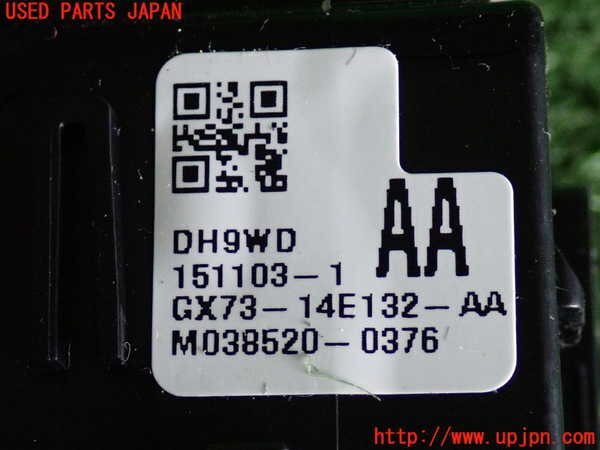 USED PARTS JAPAN
AA
DH9WD
151103-1
GX73-14E132-AA
M038520-0376
http://www.upjpn.com/